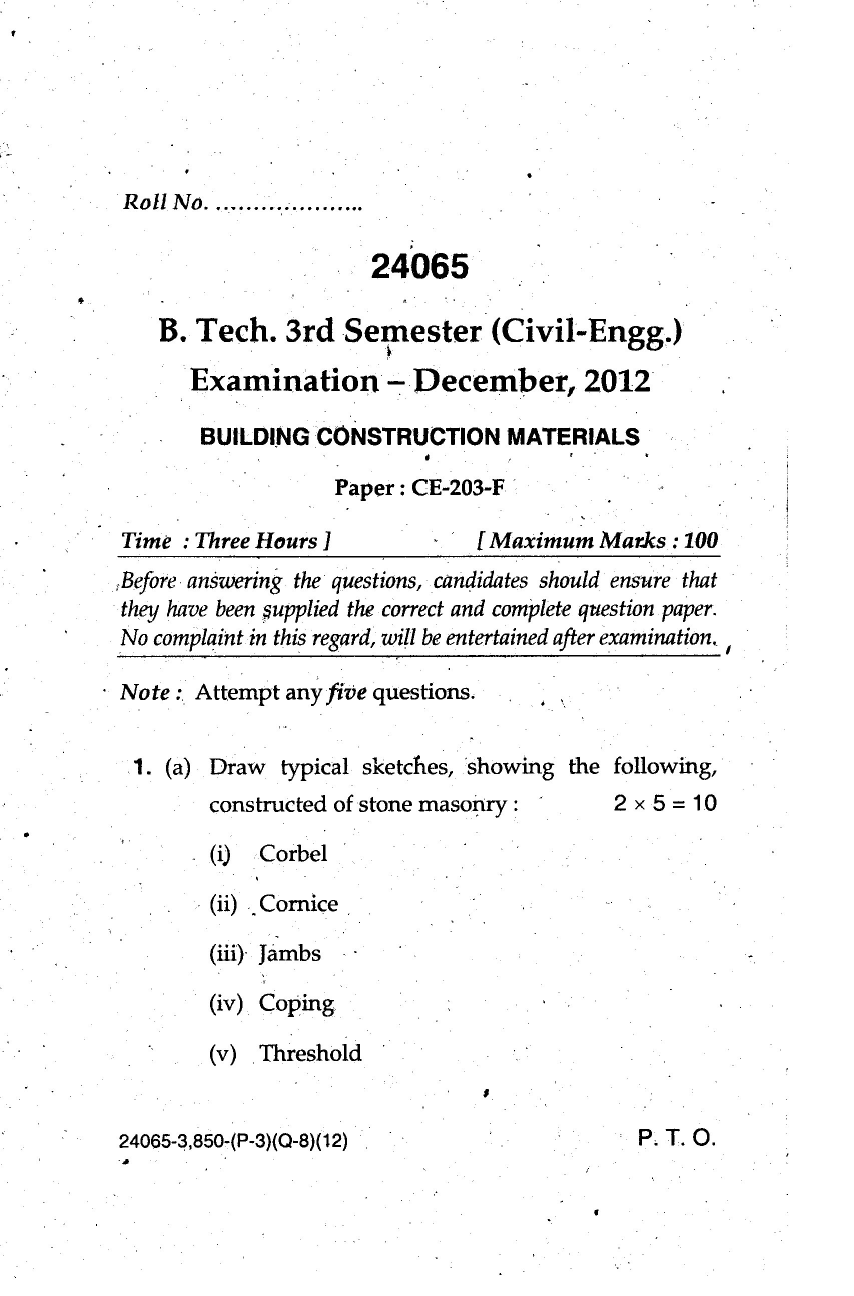 Roll No. ....................
24065
B. Tech. 3rd Semester (Civil-Engg.)
Examination – December, 2012
BUILDING CONSTRUCTION MATERIALS
Paper : CE-203-F
Time : Three Hours ] [ Maximum Marks : 100
Before answering the questions, candidates should ensure that
they have been supplied the correct and complete question paper.
No complaint in this regard, will be entertained after examination.
Note : Attempt any five questions.
1. (a) Draw typical sketches, showing the following,
constructed of stone masonry : 2 × 5 = 10
(i) Corbel
(ii) Cornice
(iii) Jambs
(iv) Coping
(v) Threshold
24065-3,850-(P-3)(Q-8)(12) P. T. O.